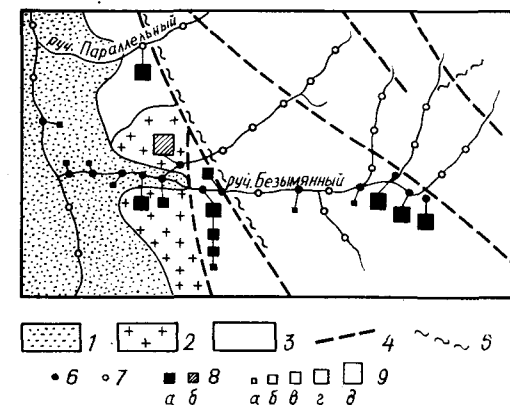 руч. Параллельный
руч. Безымянный
1 2 3 4 5
6 7 8 9
а б а б в г д